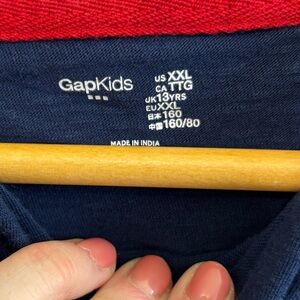 GapKids
US XXL
CA TTG
UK 13YRS
EU XXL
日本 160
中国 160/80
MADE IN INDIA